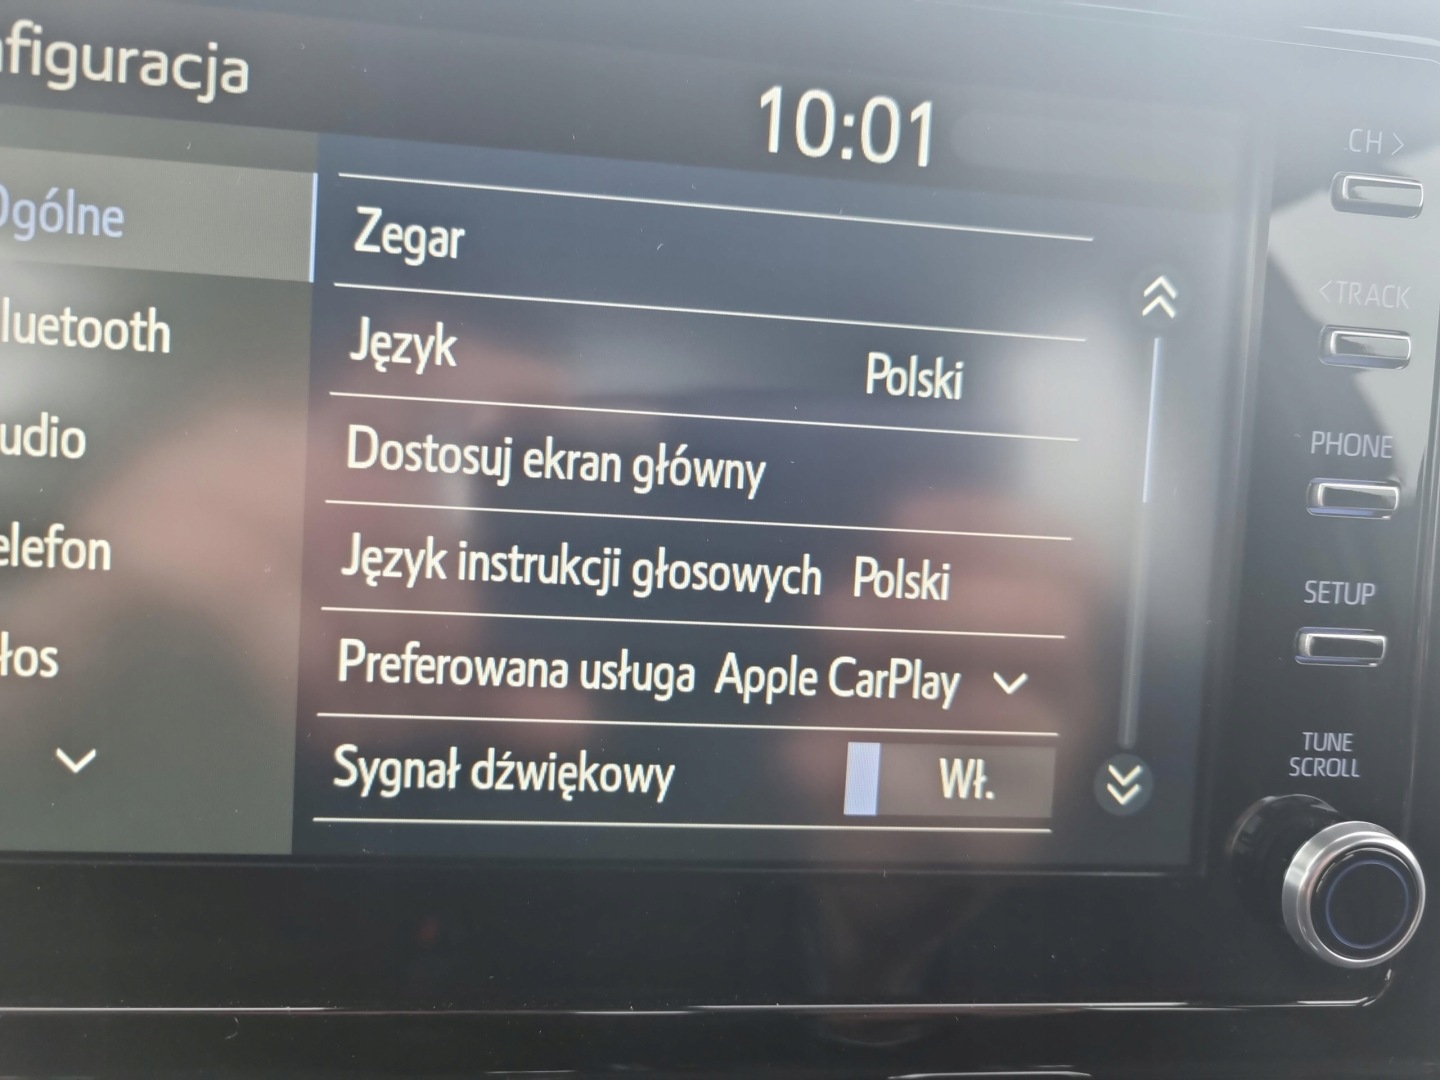 figuracja
10:01
Ogólne
luetooth
udio
elefon
łos
Zegar
Język Polski
Dostosuj ekran główny
Język instrukcji głosowych Polski
Preferowana usługa Apple CarPlay
Sygnał dźwiękowy Wł.
CH >
<TRACK
PHONE
SETUP
TUNE
SCROLL